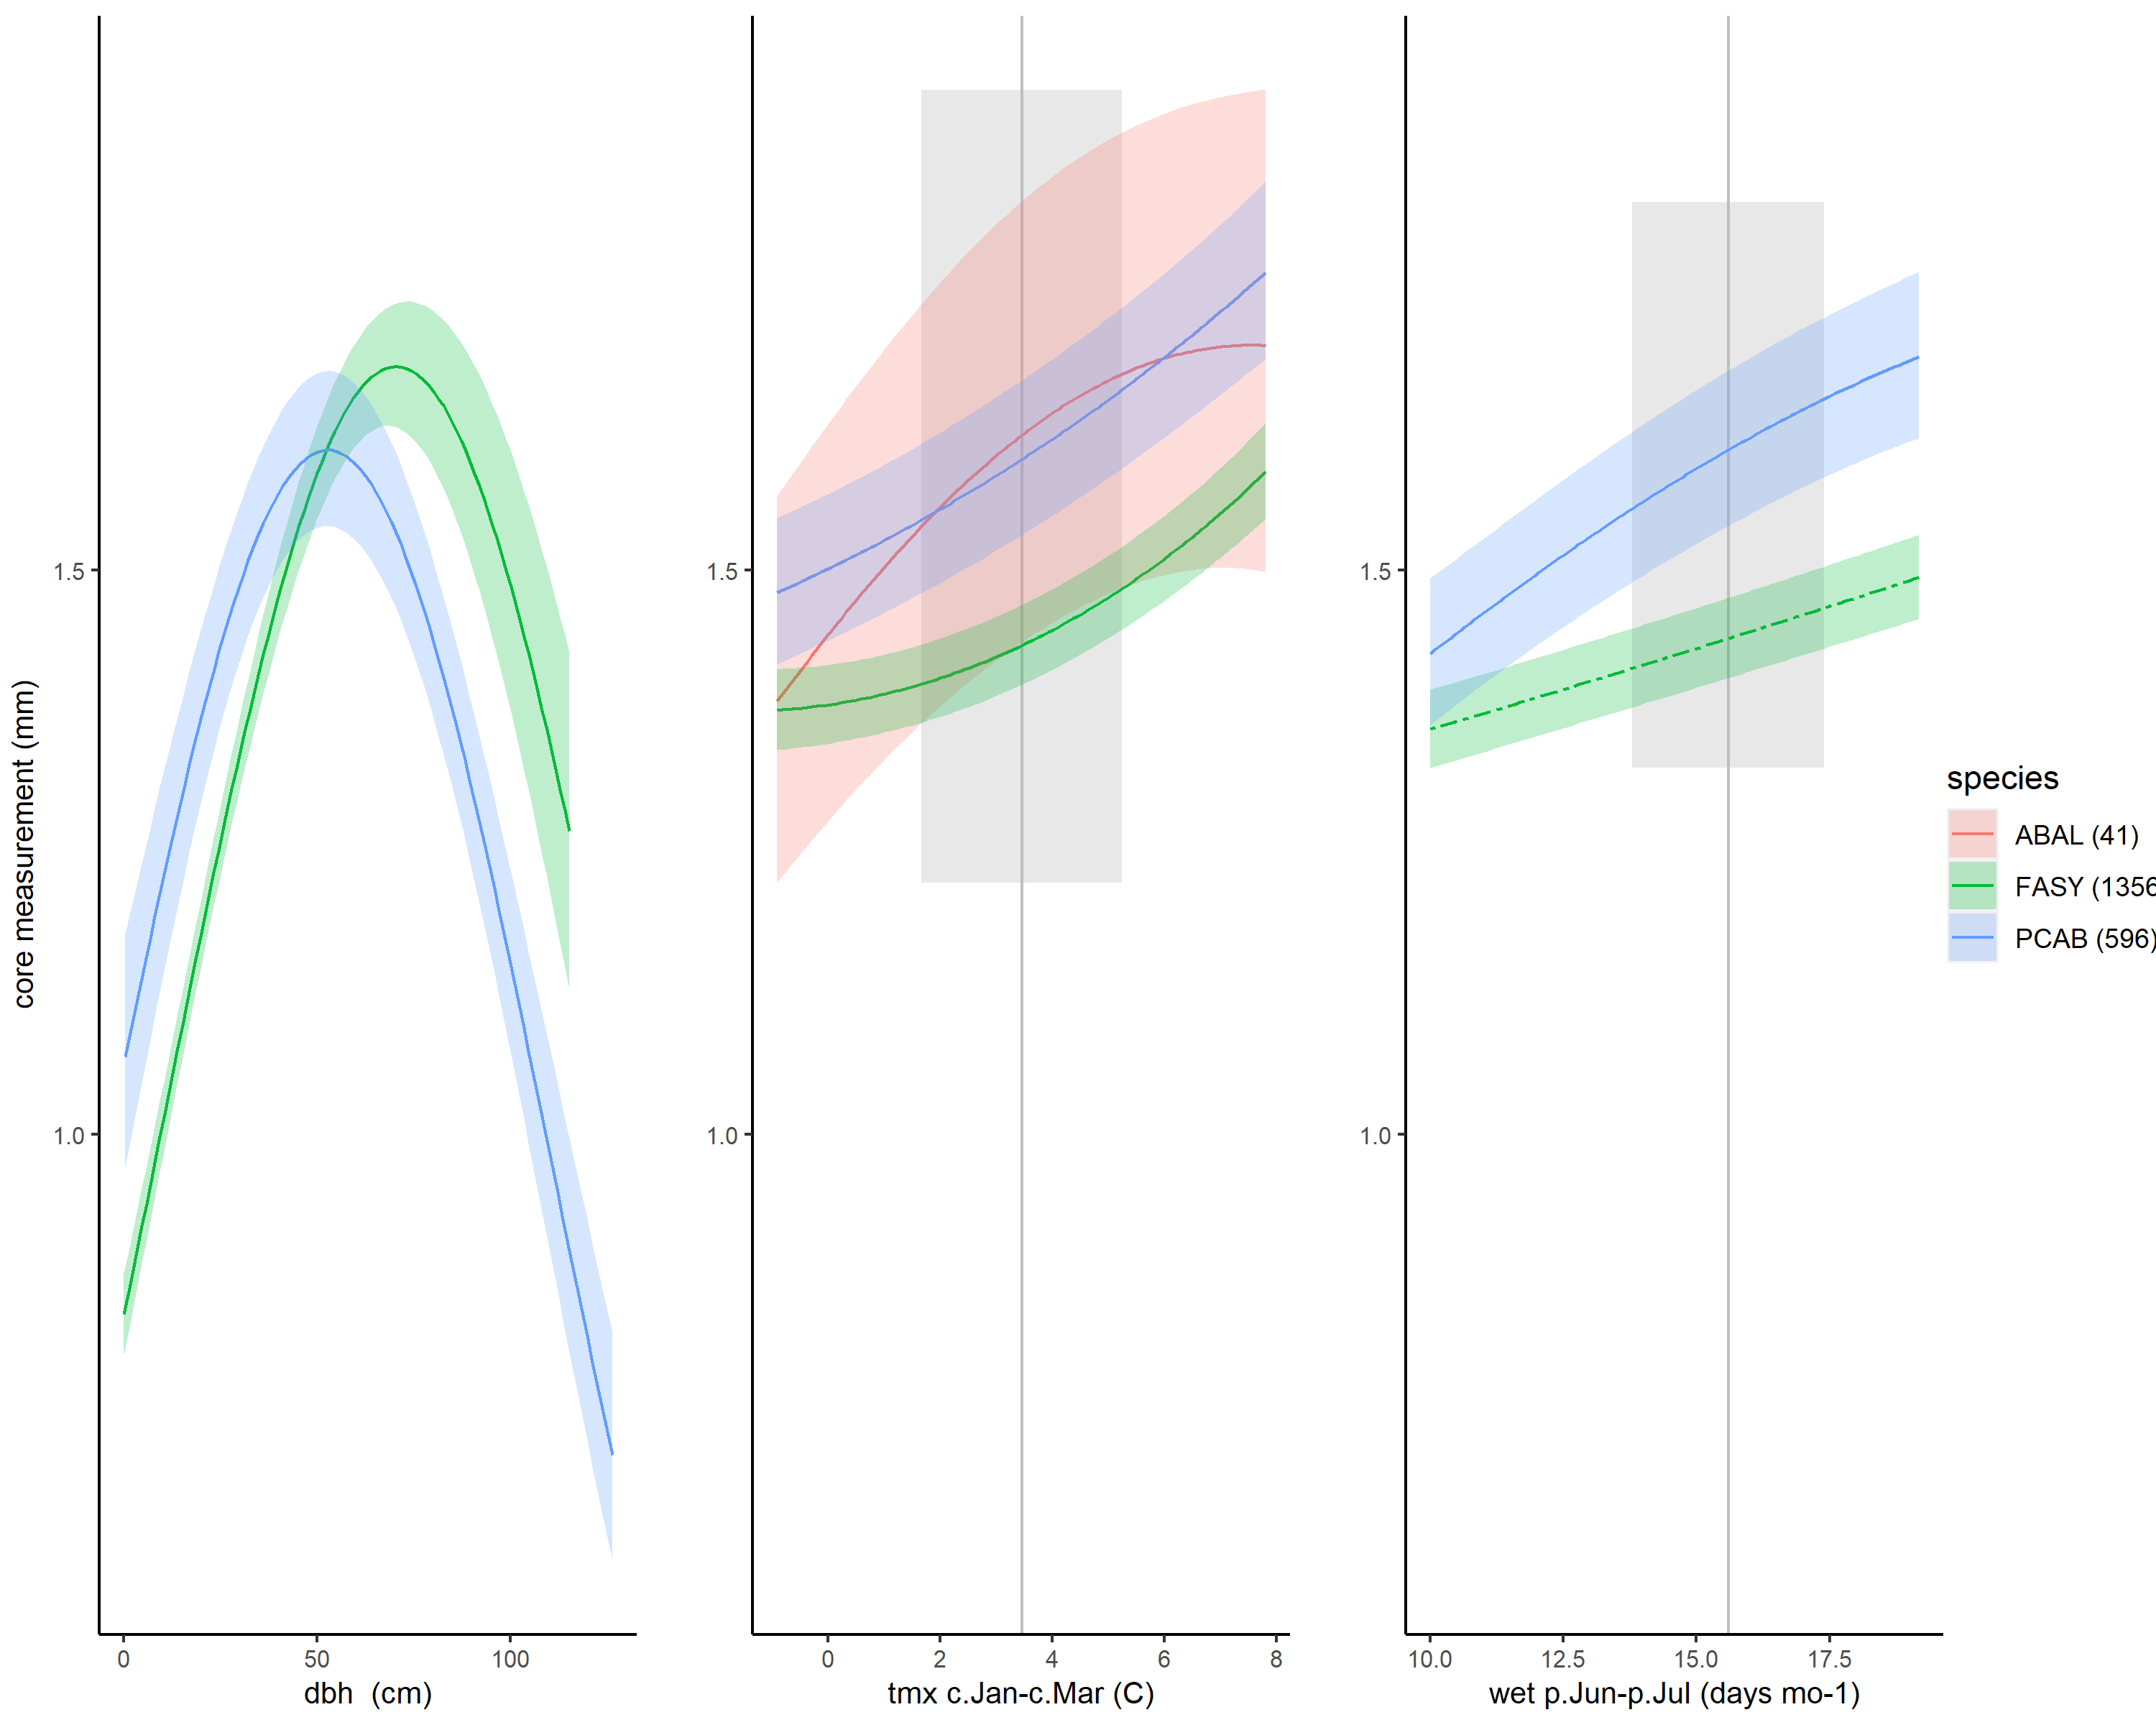 core measurement (mm)
1.5
1.0
0 50 100
dbh (cm)
1.5
1.0
0 2 4 6 8
tmx c.Jan-c.Mar (C)
1.5
1.0
10.0 12.5 15.0 17.5
wet p.Jun-p.Jul (days mo-1)
species
ABAL (41)
FASY (1356
PCAB (596)